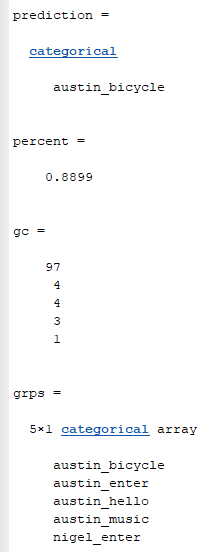 prediction =
categorical
austin_bicycle
percent =
0.8899
gc =
97
4
4
3
1
grps =
5×1 categorical array
austin_bicycle
austin_enter
austin_hello
austin_music
nigel_enter